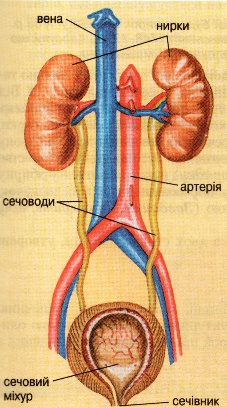 вена
нирки
артерія
сечоводи
сечовий
міхур
сечівник